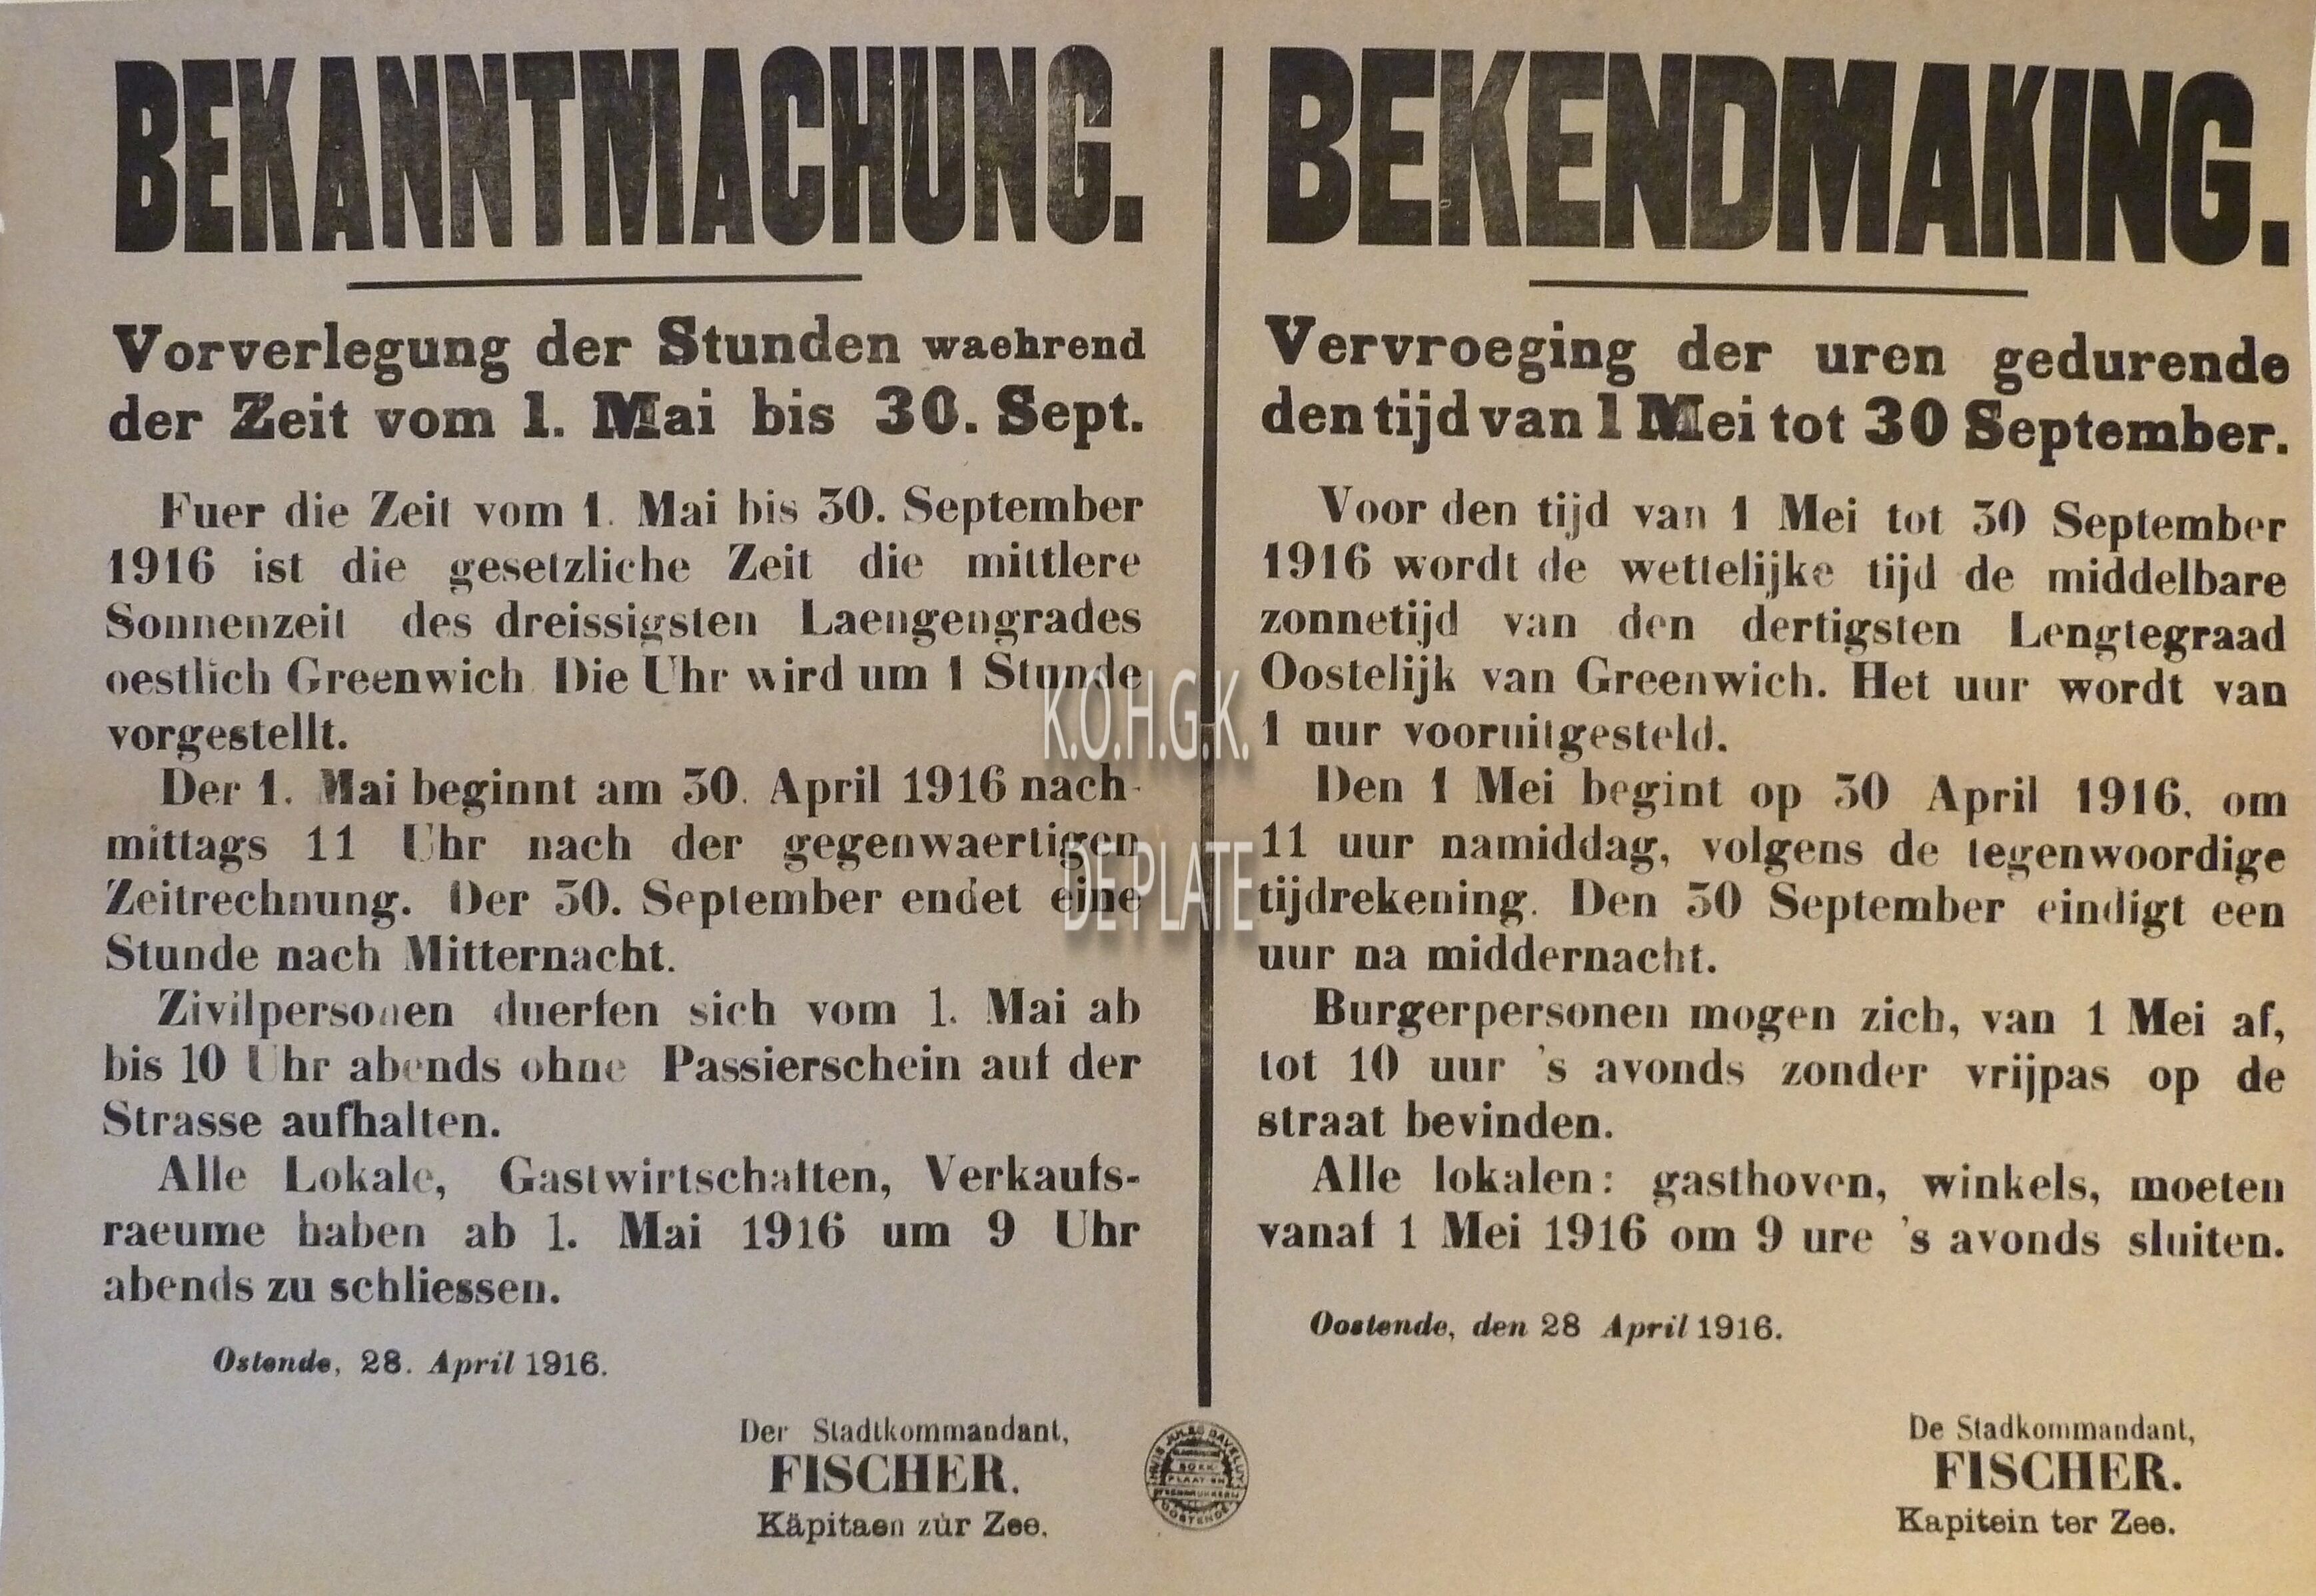 BEKANNTMACHUNG.
Vorverlegung der Stunden waehrend
der Zeit vom 1. Mai bis 30. Sept.
Fuer die Zeit vom 1. Mai bis 30. September
1916 ist die gesetzliche Zeit die mittlere
Sonnenzeit des dreissigsten Laengengrades
oestlich Greenwich. Die Uhr wird um 1 Stunde
vorgestellt.
Der 1. Mai beginnt am 30. April 1916 nach-
mittags 11 Uhr nach der gegenwaertigen
Zeitrechnung. Der 30. September endet eine
Stunde nach Mitternacht.
Zivilpersonen duerfen sich vom 1. Mai ab
bis 10 Uhr abends ohne Passierschein auf der
Strasse aufhalten.
Alle Lokale, Gastwirtschaften, Verkaufs-
raeume haben ab 1. Mai 1916 um 9 Uhr
abends zu schliessen.
Ostende, 28. April 1916.
Der Stadtkommandant,
FISCHER.
Käpitaen zùr Zee.
BEKENDMAKING.
Vervroeging der uren gedurende
den tijd van 1 Mei tot 30 September.
Voor den tijd van 1 Mei tot 30 September
1916 wordt de wettelijke tijd de middelbare
zonnetijd van den dertigsten Lengtegraad
Oostelijk van Greenwich. Het uur wordt van
1 uur vooruitgesteld.
Den 1 Mei begint op 30 April 1916, om
11 uur namiddag, volgens de tegenwoordige
tijdrekening. Den 30 September eindigt een
uur na middernacht.
Burgerpersonen mogen zich, van 1 Mei af,
tot 10 uur 's avonds zonder vrijpas op de
straat bevinden.
Alle lokalen: gasthoven, winkels, moeten
vanaf 1 Mei 1916 om 9 ure 's avonds sluiten.
Oostende, den 28 April 1916.
De Stadkommandant,
FISCHER.
Kapitein ter Zee.
K.O.H.G.K.
DE PLATE
HUIS JULES DAVELUY
BOEK
PLAAT EN
STEENDRUKKERIJ
OOSTENDE